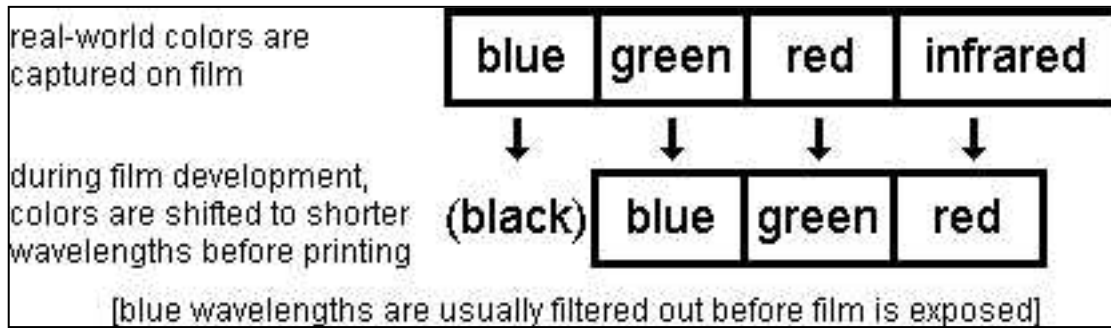 real-world colors are
captured on film
blue green red infrared
during film development,
colors are shifted to shorter
wavelengths before printing
(black) blue green red
[blue wavelengths are usually filtered out before film is exposed]